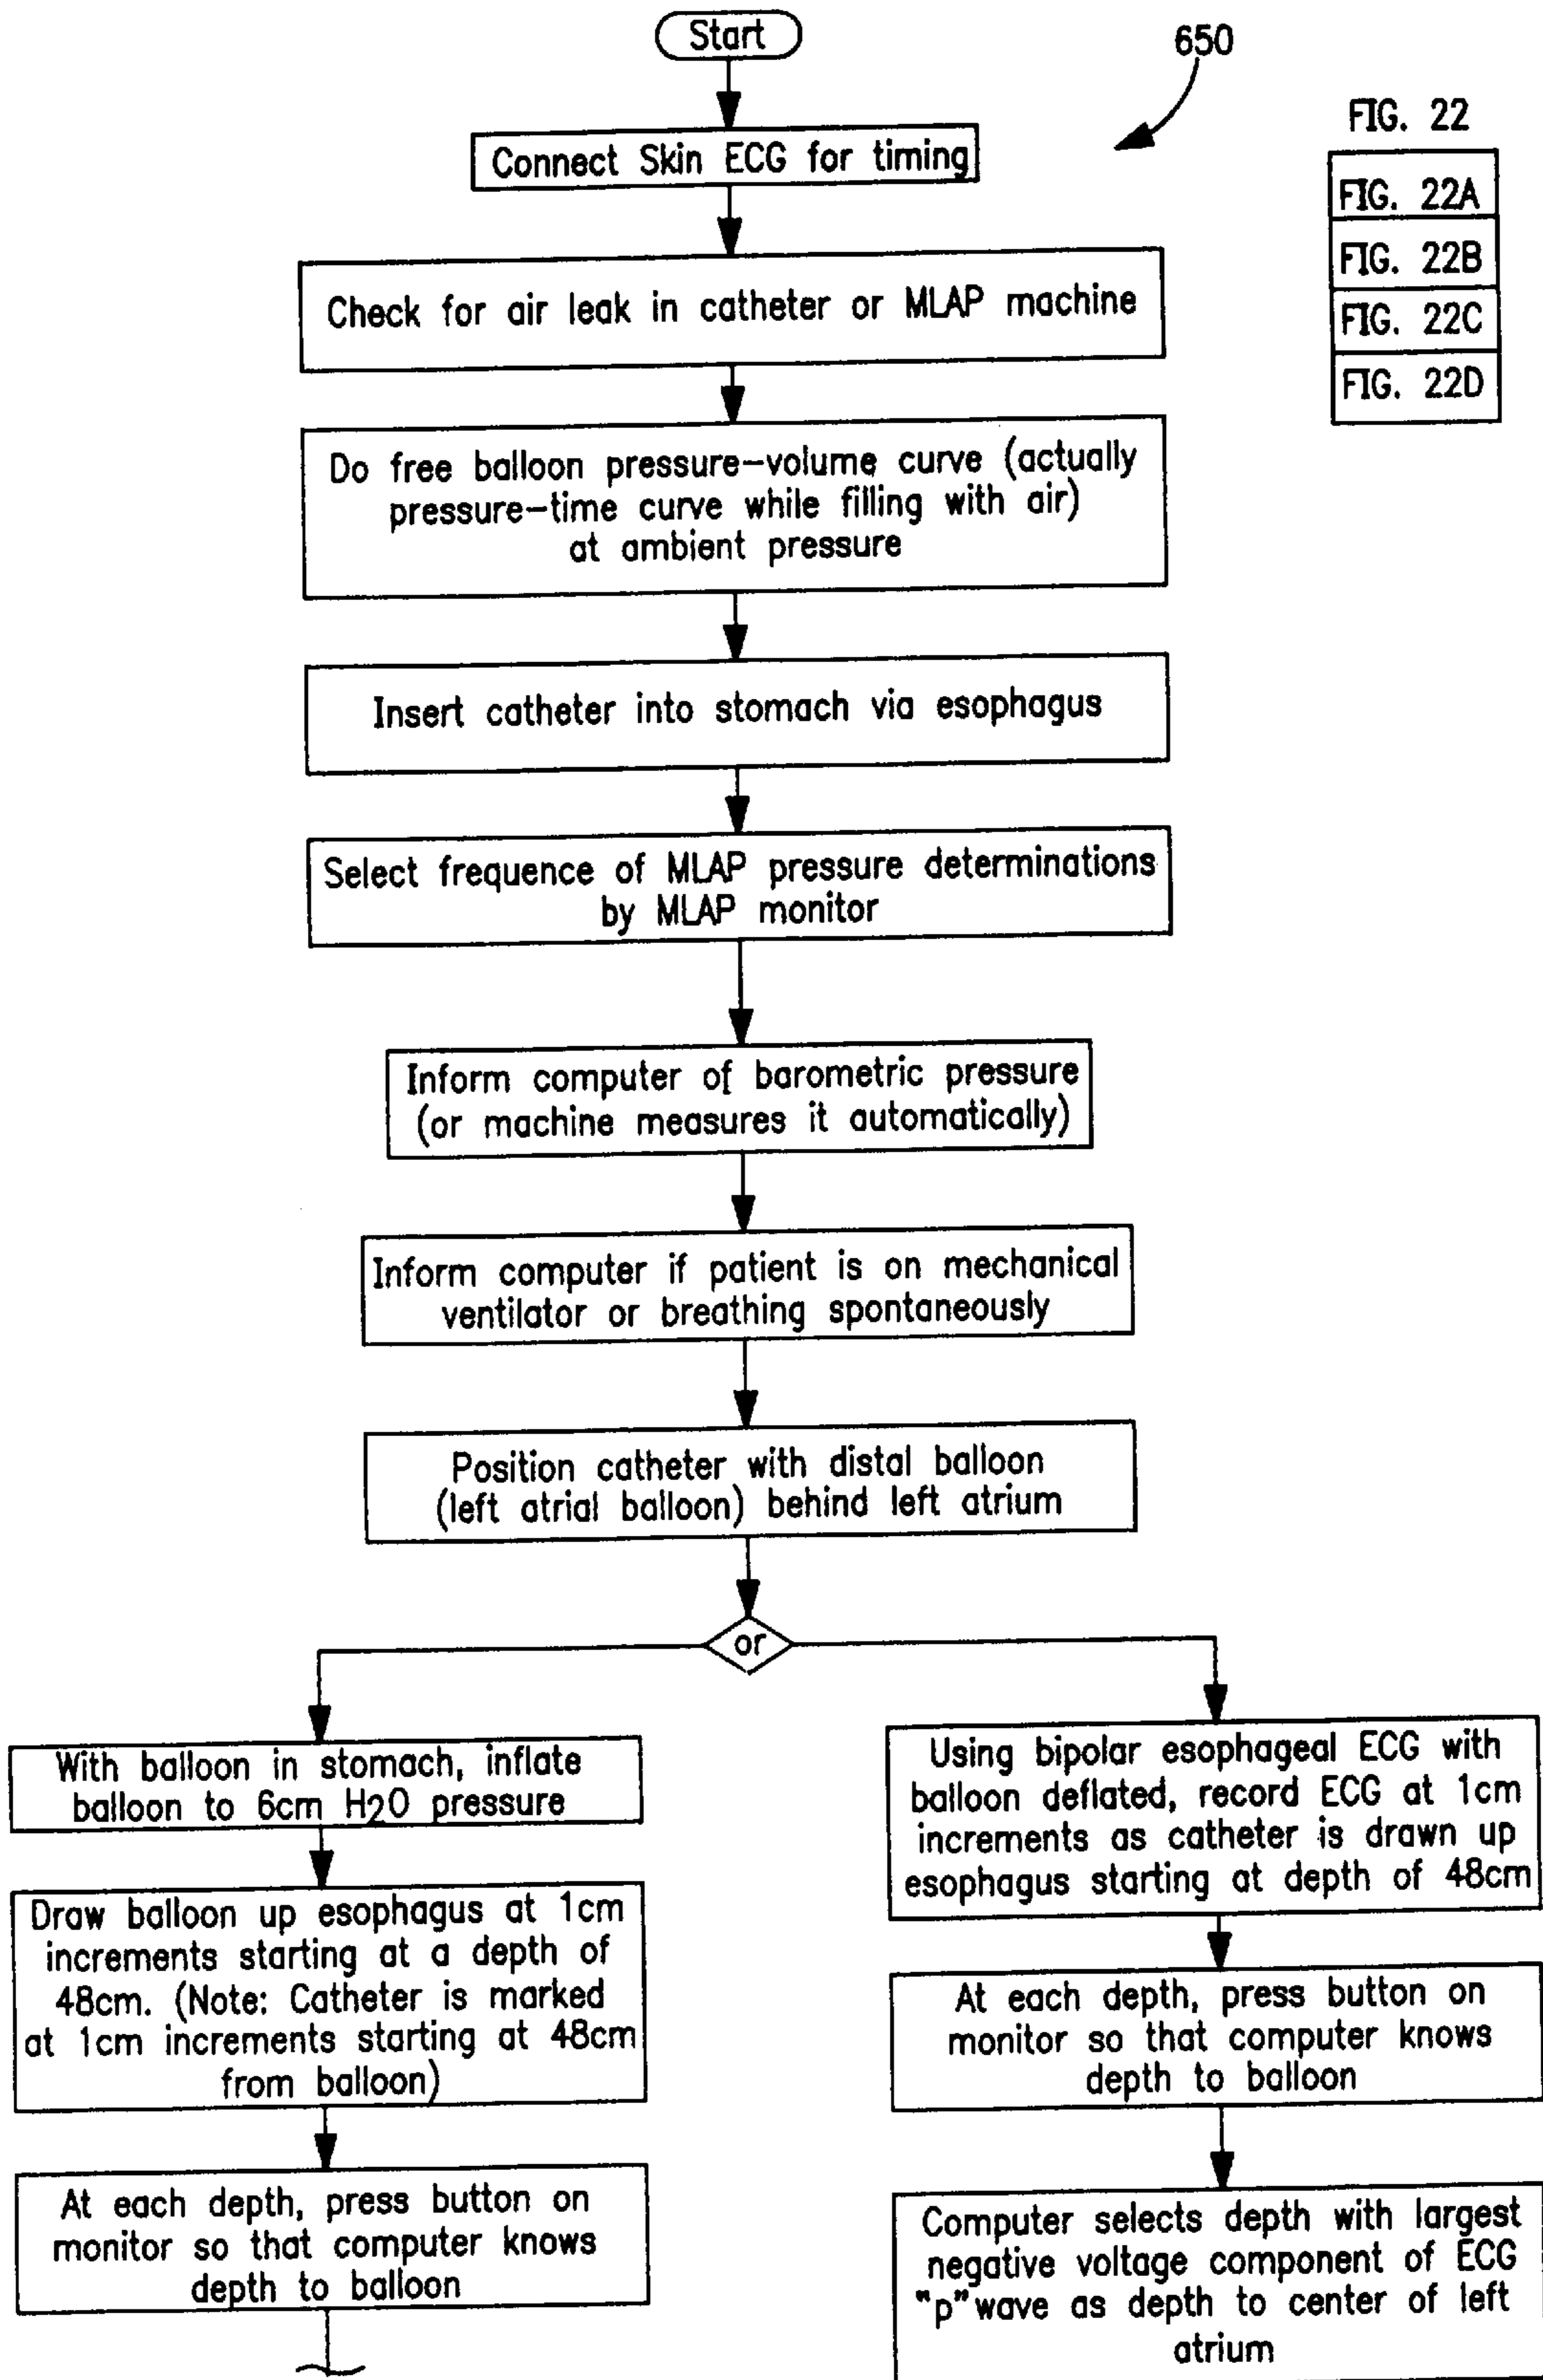 Start
650
Connect Skin ECG for timing
FIG. 22
FIG. 22A
FIG. 22B
FIG. 22C
FIG. 22D
Check for air leak in catheter or MLAP machine
Do free balloon pressure-volume curve (actually
pressure-time curve while filling with air)
at ambient pressure
Insert catheter into stomach via esophagus
Select frequence of MLAP pressure determinations
by MLAP monitor
Inform computer of barometric pressure
(or machine measures it automatically)
Inform computer if patient is on mechanical
ventilator or breathing spontaneously
Position catheter with distal balloon
(left atrial balloon) behind left atrium
or
With balloon in stomach, inflate
balloon to 6cm H2O pressure
Draw balloon up esophagus at 1cm
increments starting at a depth of
48cm. (Note: Catheter is marked
at 1cm increments starting at 48cm
from balloon)
At each depth, press button on
monitor so that computer knows
depth to balloon
Using bipolar esophageal ECG with
balloon deflated, record ECG at 1cm
increments as catheter is drawn up
esophagus starting at depth of 48cm
At each depth, press button on
monitor so that computer knows
depth to balloon
Computer selects depth with largest
negative voltage component of ECG
"p" wave as depth to center of left
atrium